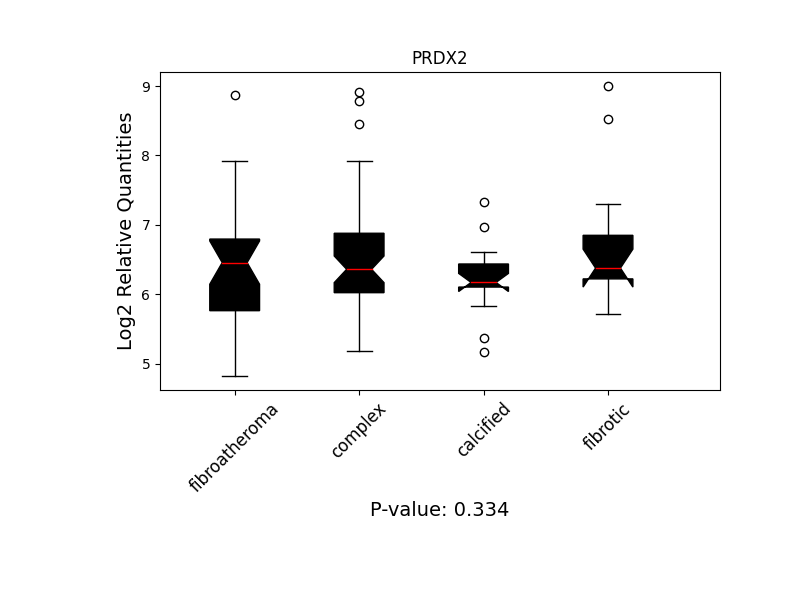 PRDX2
Log2 Relative Quantities
9
8
7
6
5
fibroatheroma
complex
calcified
fibrotic
P-value: 0.334